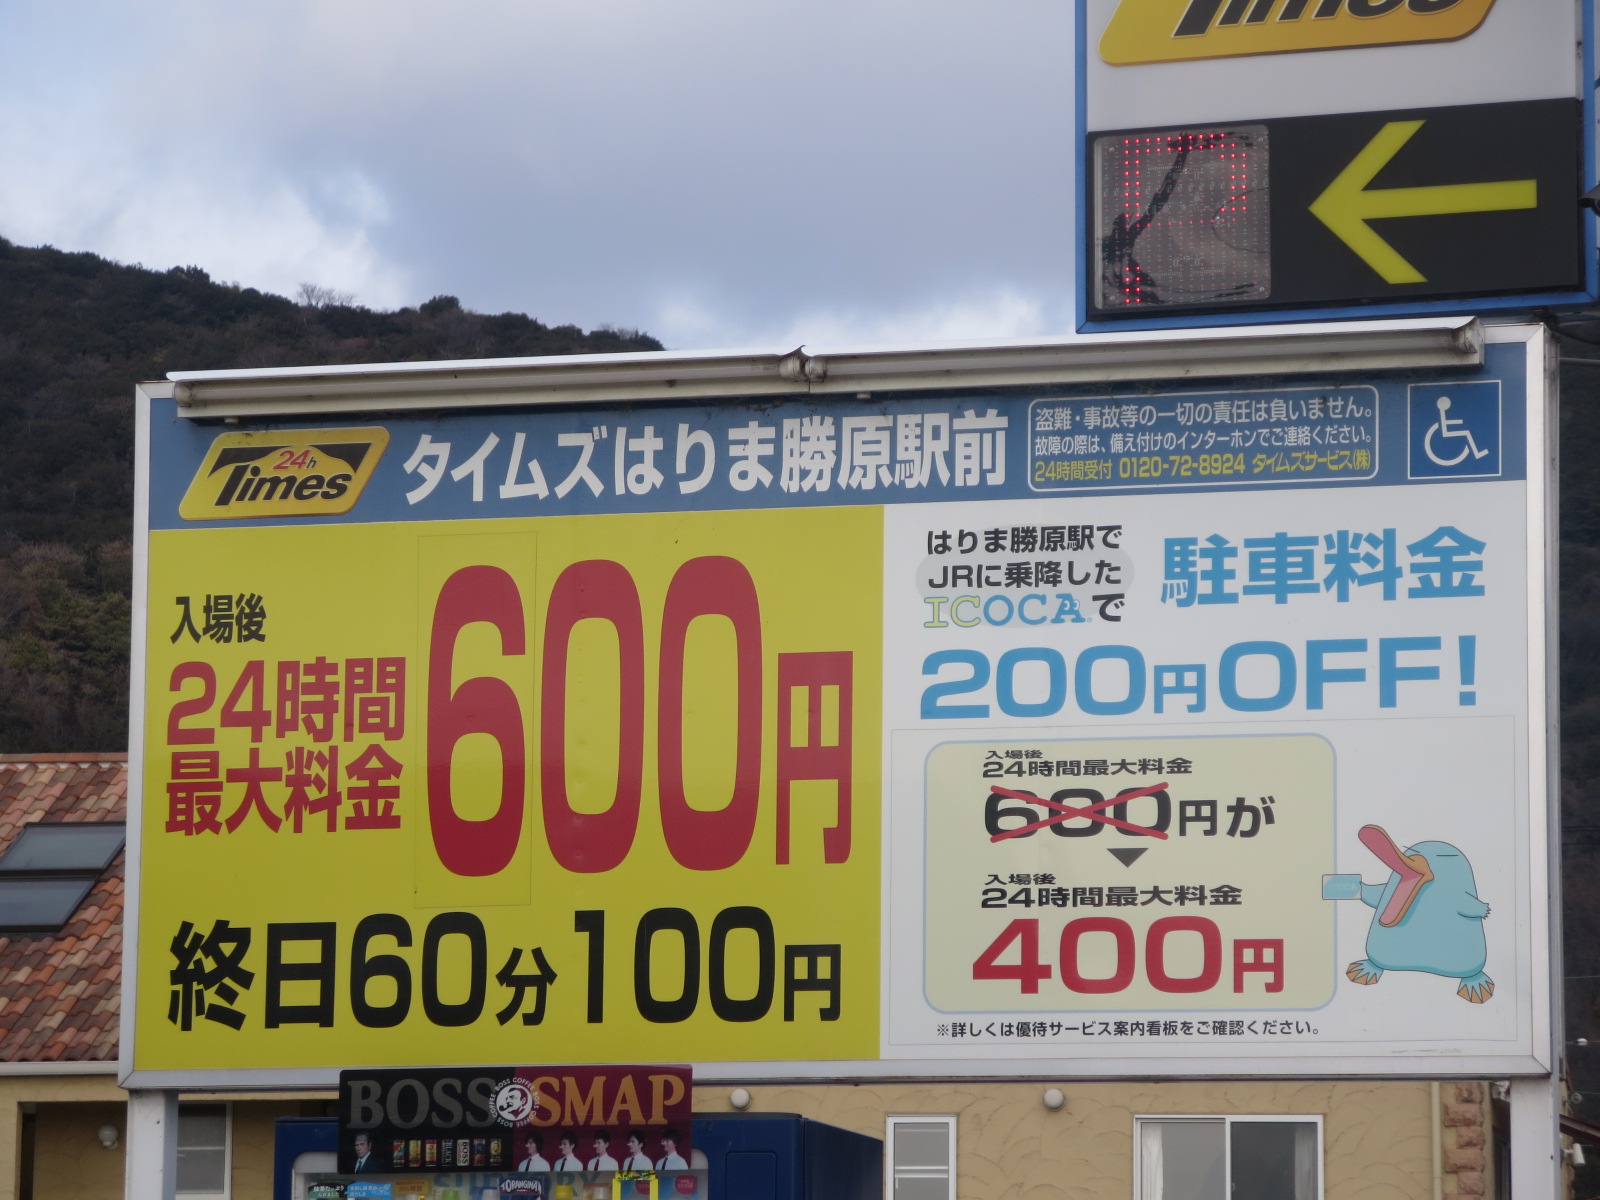 Times
24h
Times
タイムズはりま勝原駅前
盗難・事故等の一切の責任は負いません。
故障の際は、備え付けのインターホンでご連絡ください。
24時間受付 0120-72-8924 タイムズサービス(株)
入場後
24時間
最大料金
600円
終日60分100円
はりま勝原駅で
JRに乗降した
ICOCAで
駐車料金
200円OFF!
入場後
24時間最大料金
600円が
入場後
24時間最大料金
400円
※詳しくは優待サービス案内看板をご確認ください。
BOSS
BOSS COFFEE
SMAP
ORANGINA